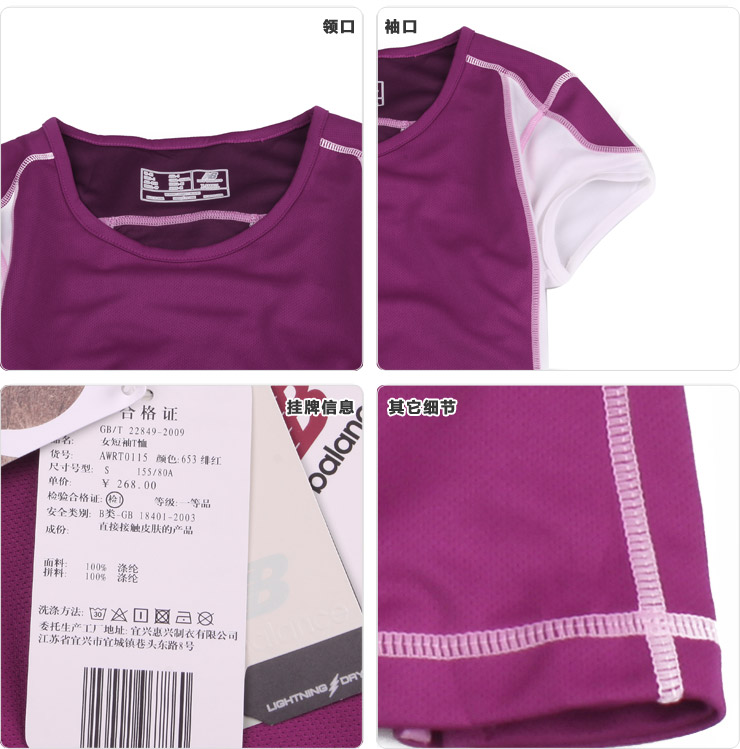 领口
袖口
挂牌信息
合格证
GB/T 22849-2009
品名: 女短袖T恤
货号: AWRT0115 颜色:653 绯红
尺寸号型: S 155/80A
单价: ¥ 268.00
检验合格证: 检1 等级:一等品
安全类别: B类-GB 18401-2003
成份: 直接接触皮肤的产品
面料: 100% 涤纶
拼料: 100% 涤纶
洗涤方法: 30
委托生产工厂地址: 宜兴惠兴制衣有限公司
江苏省宜兴市宜城镇巷头东路8号
balance
LIGHTNING DRY
其它细节